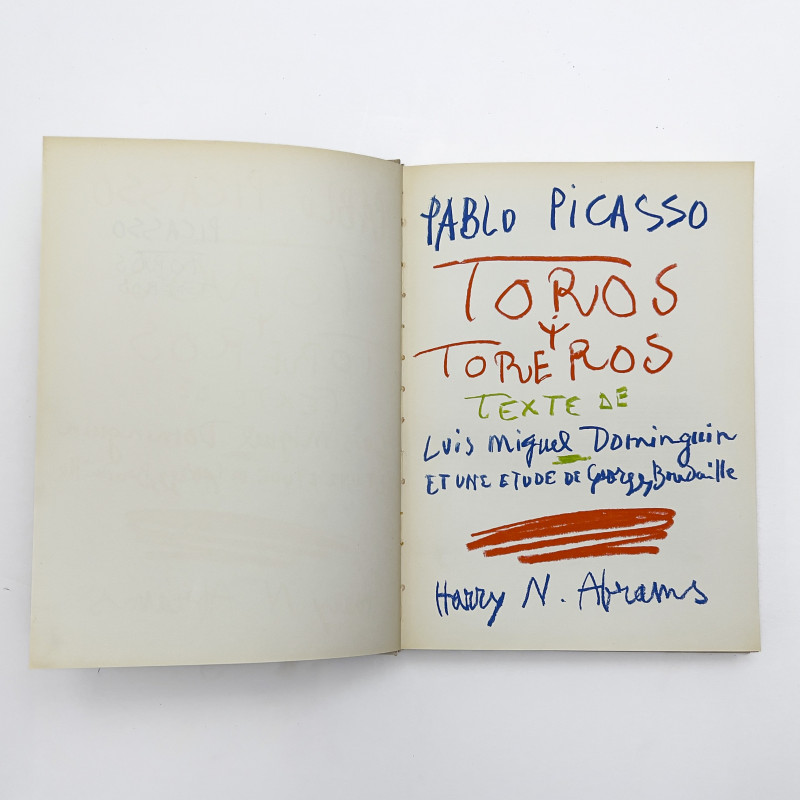 PABLO PICASSO
TOROS
Y
TOREROS
TEXTE DE
Luis Miguel Dominguin
ET UNE ETUDE DE Georges Boudaille
Harry N. Abrams